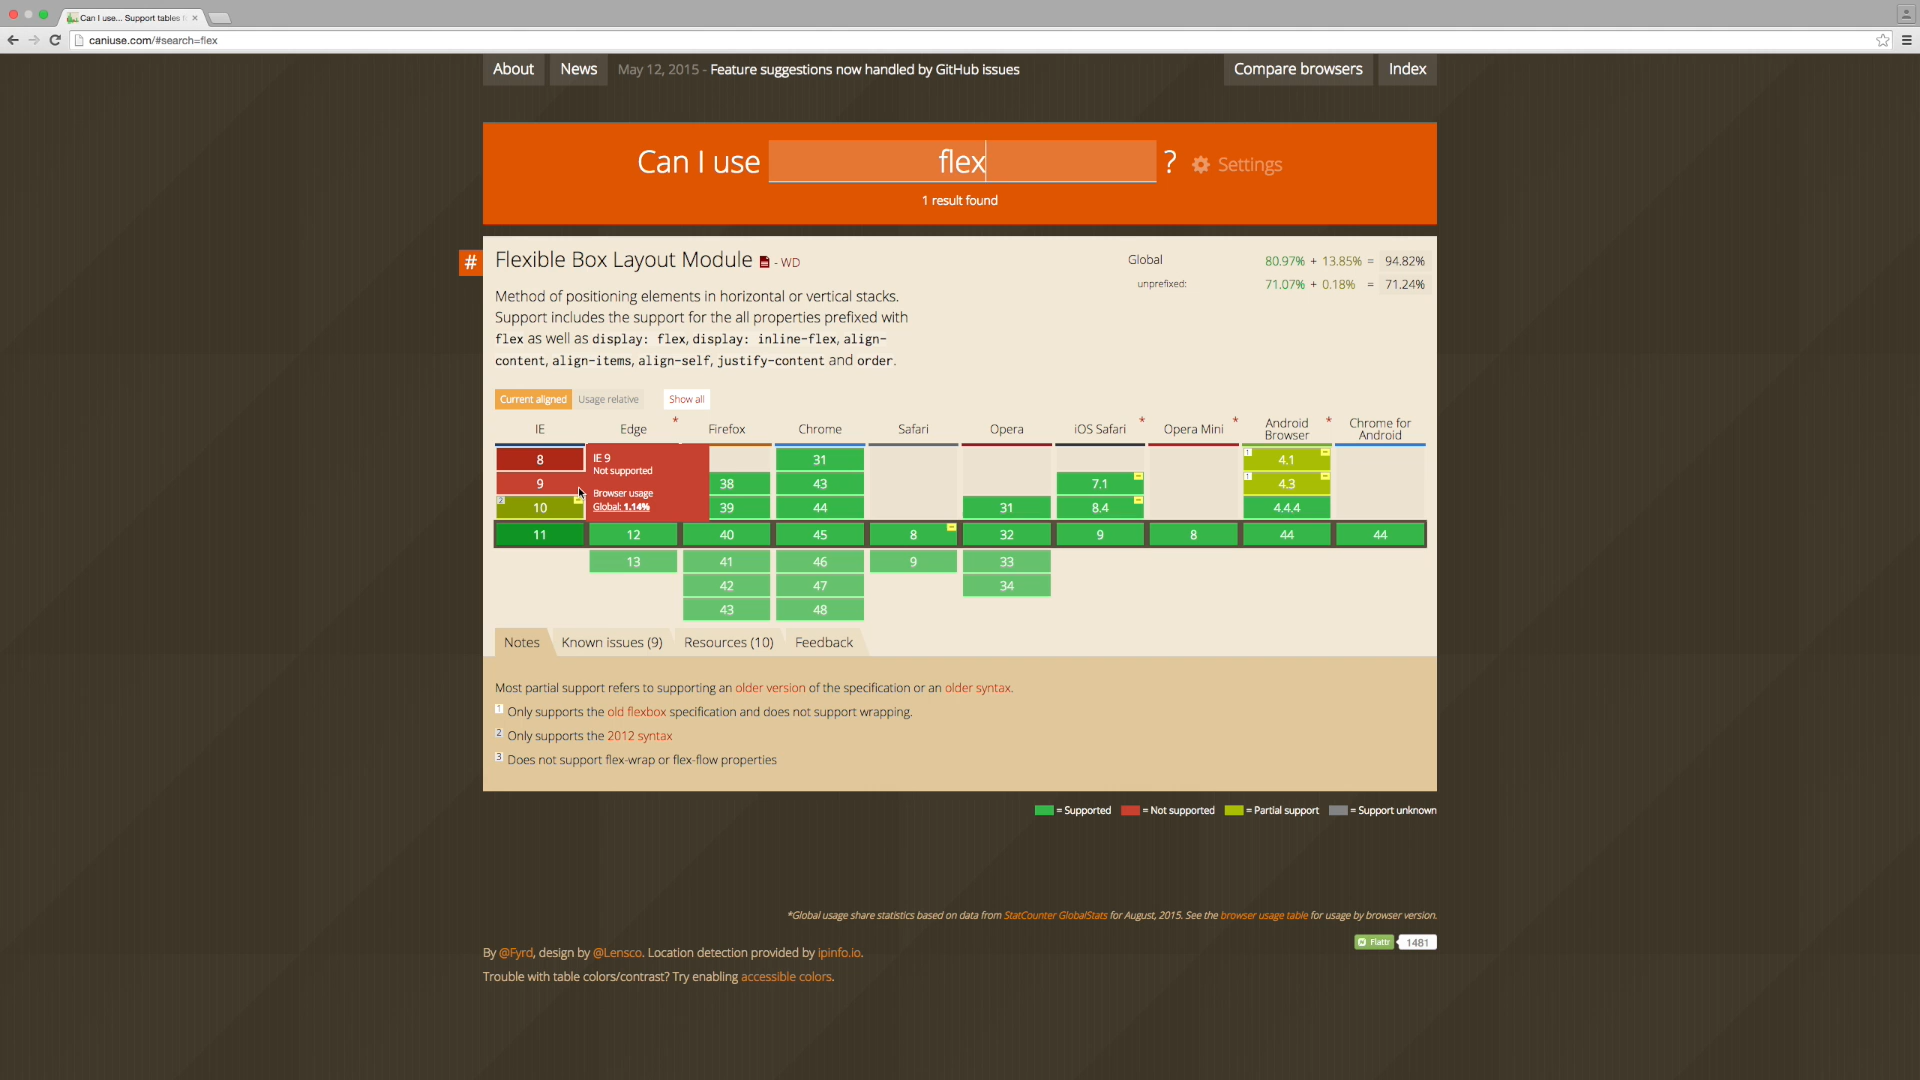 Can I use... Support tables
caniuse.com/#search=flex
About News May 12, 2015 - Feature suggestions now handled by GitHub issues Compare browsers Index
Can I use flex ? Settings
1 result found
# Flexible Box Layout Module - WD
Global 80.97% + 13.85% = 94.82%
unprefixed: 71.07% + 0.18% = 71.24%
Method of positioning elements in horizontal or vertical stacks.
Support includes the support for the all properties prefixed with
flex as well as display: flex, display: inline-flex, align-
content, align-items, align-self, justify-content and order.
Current aligned Usage relative Show all
IE Edge * Firefox Chrome Safari Opera iOS Safari * Opera Mini * Android Browser * Chrome for Android
8 31 1 4.1 -
9 38 43 7.1 - 1 4.3 -
2 10 - 39 44 31 8.4 - 4.4.4
IE 9
Not supported
Browser usage
Global: 1.14%
11 12 40 45 8 - 32 9 8 44 44
13 41 46 9 33
42 47 34
43 48
Notes Known issues (9) Resources (10) Feedback
Most partial support refers to supporting an older version of the specification or an older syntax.
1 Only supports the old flexbox specification and does not support wrapping.
2 Only supports the 2012 syntax
3 Does not support flex-wrap or flex-flow properties
= Supported = Not supported = Partial support = Support unknown
*Global usage share statistics based on data from StatCounter GlobalStats for August, 2015. See the browser usage table for usage by browser version.
Flattr 1481
By @Fyrd, design by @Lensco. Location detection provided by ipinfo.io.
Trouble with table colors/contrast? Try enabling accessible colors.